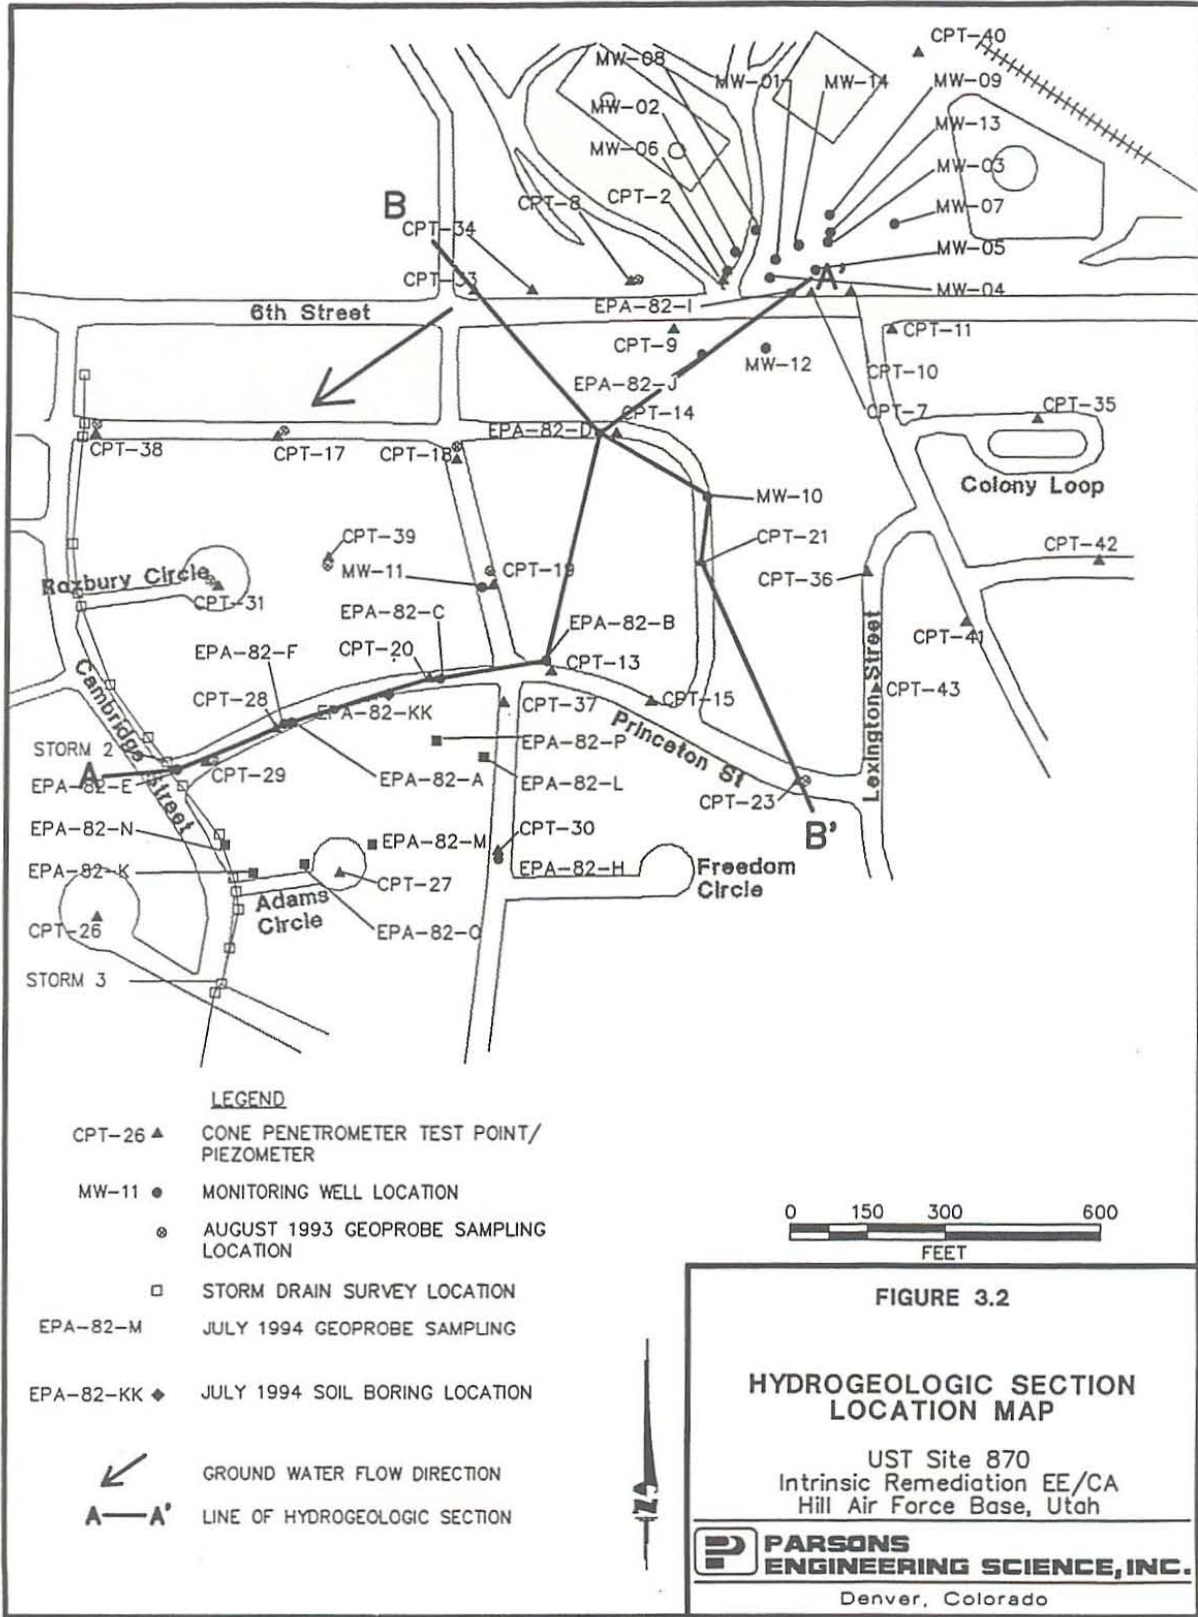 CPT-40
MW-08
MW-01
MW-14
MW-09
MW-02
MW-13
MW-06
MW-03
CPT-8
CPT-2
MW-07
B
CPT-34
MW-05
CPT-33
A'
MW-04
EPA-82-I
6th Street
CPT-11
CPT-9
MW-12
CPT-10
EPA-82-J
CPT-14
CPT-7
CPT-35
EPA-82-D
CPT-38
CPT-17
CPT-18
Colony Loop
MW-10
CPT-39
CPT-21
CPT-42
MW-11
CPT-19
CPT-36
Roxbury Circle
CPT-31
EPA-82-C
EPA-82-B
CPT-41
EPA-82-F
CPT-20
CPT-13
Lexington Street
CPT-28
CPT-43
EPA-82-KK
CPT-37
CPT-15
Cambridge Street
Princeton St
STORM 2
EPA-82-P
A
CPT-29
EPA-82-E
EPA-82-A
EPA-82-L
CPT-23
EPA-82-N
CPT-30
B'
EPA-82-M
EPA-82-K
EPA-82-H
CPT-27
Freedom
Circle
Adams
Circle
CPT-26
EPA-82-O
STORM 3
LEGEND
CPT-26 CONE PENETROMETER TEST POINT/
PIEZOMETER
MW-11 MONITORING WELL LOCATION
AUGUST 1993 GEOPROBE SAMPLING
LOCATION
STORM DRAIN SURVEY LOCATION
EPA-82-M JULY 1994 GEOPROBE SAMPLING
EPA-82-KK JULY 1994 SOIL BORING LOCATION
GROUND WATER FLOW DIRECTION
A A' LINE OF HYDROGEOLOGIC SECTION
0 150 300 600
FEET
N
FIGURE 3.2
HYDROGEOLOGIC SECTION
LOCATION MAP
UST Site 870
Intrinsic Remediation EE/CA
Hill Air Force Base, Utah
PARSONS
ENGINEERING SCIENCE, INC.
Denver, Colorado